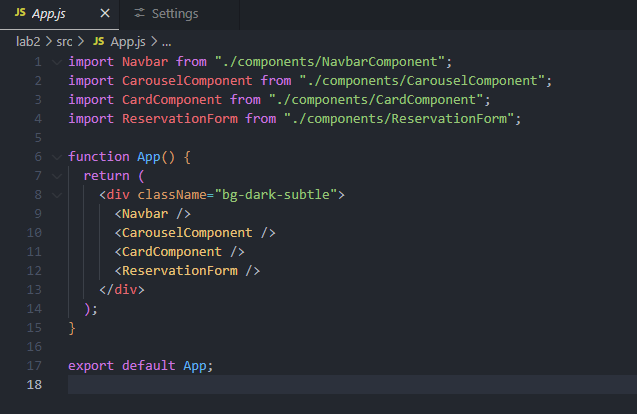 JS App.js × Settings
lab2 > src > JS App.js > ...
1 import Navbar from "./components/NavbarComponent";
2 import CarouselComponent from "./components/CarouselComponent";
3 import CardComponent from "./components/CardComponent";
4 import ReservationForm from "./components/ReservationForm";
5
6 function App() {
7   return (
8     <div className="bg-dark-subtle">
9       <Navbar />
10       <CarouselComponent />
11       <CardComponent />
12       <ReservationForm />
13     </div>
14   );
15 }
16
17 export default App;
18